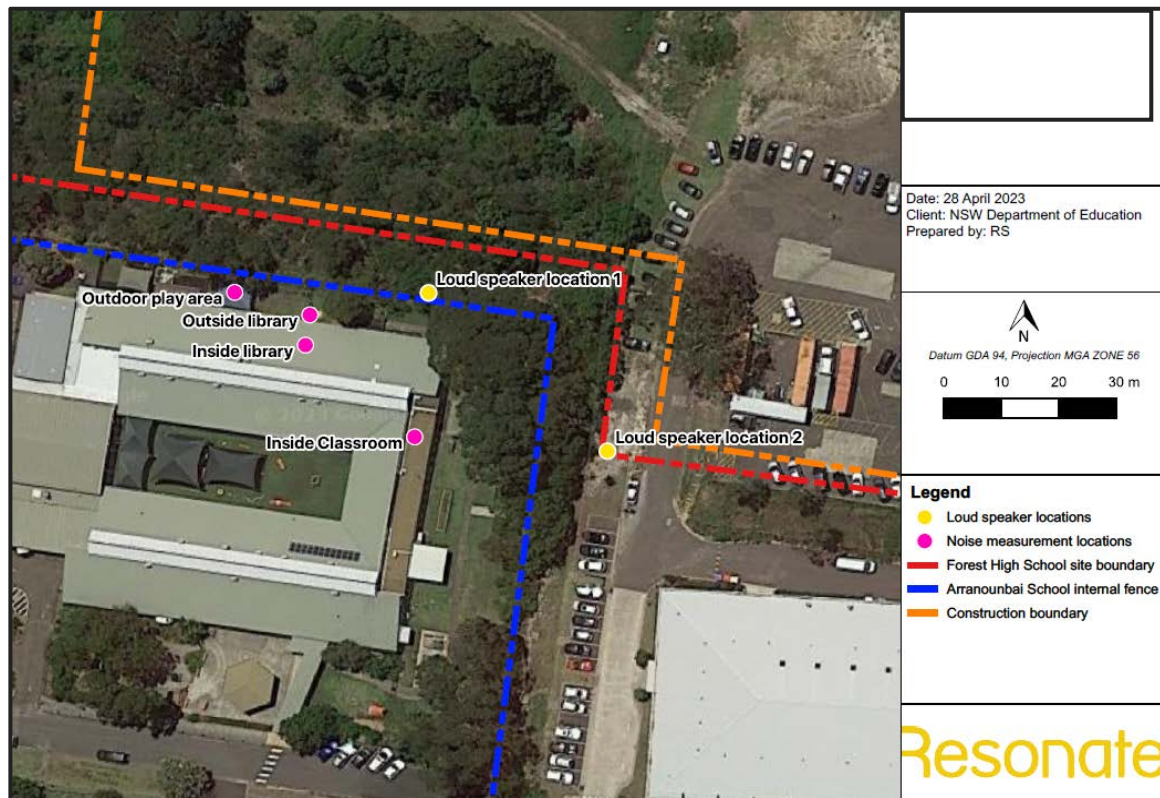 Date: 28 April 2023
Client: NSW Department of Education
Prepared by: RS
N
Datum GDA 94, Projection MGA ZONE 56
0 10 20 30 m
Legend
Loud speaker locations
Noise measurement locations
Forest High School site boundary
Arranounbai School internal fence
Construction boundary
Resonate
Loud speaker location 1
Outdoor play area
Outside library
Inside library
Inside Classroom
Loud speaker location 2